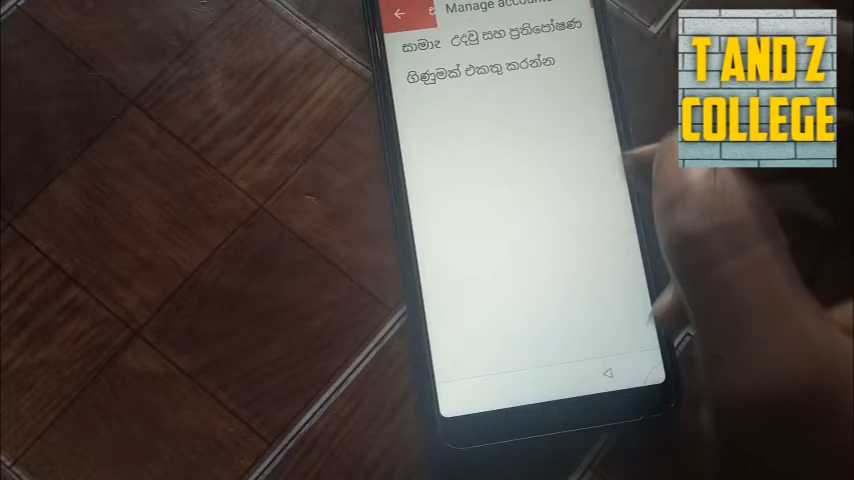 Manage accounts
සාමාන්‍ය උදව් සහ ප්‍රතිපෝෂණ
ගිණුමක් එකතු කරන්න
T AND Z
COLLEGE